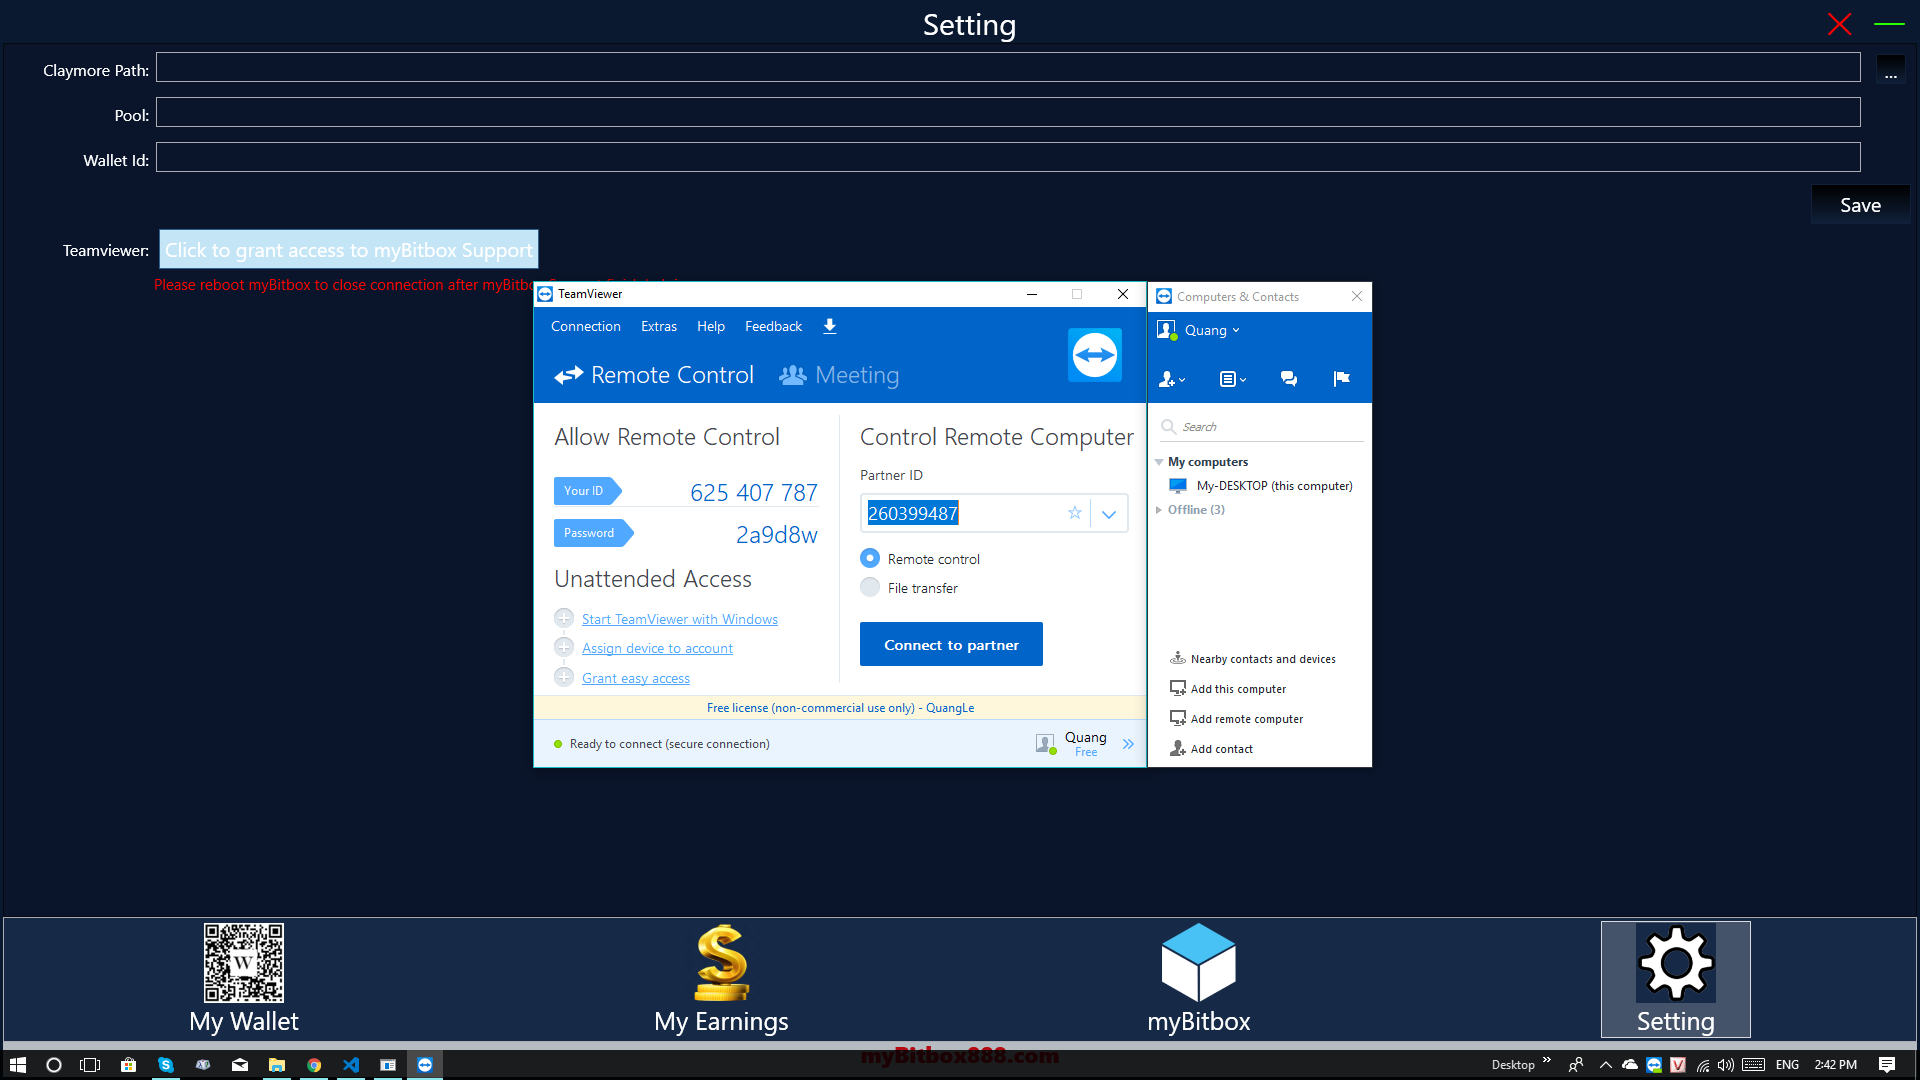 Setting
Claymore Path:
...
Pool:
Wallet Id:
Save
Teamviewer:
Click to grant access to myBitbox Support
Please reboot myBitbox to close connection after
TeamViewer
Connection Extras Help Feedback
Remote Control Meeting
Allow Remote Control
Your ID 625 407 787
Password 2a9d8w
Unattended Access
Start TeamViewer with Windows
Assign device to account
Grant easy access
Control Remote Computer
Partner ID
260399487
Remote control
File transfer
Connect to partner
Free license (non-commercial use only) - QuangLe
Ready to connect (secure connection)
Quang
Free
Computers & Contacts
Quang
Search
My computers
My-DESKTOP (this computer)
Offline (3)
Nearby contacts and devices
Add this computer
Add remote computer
Add contact
W
My Wallet
My Earnings
myBitbox
Setting
myBitbox888.com
Desktop
ENG
2:42 PM